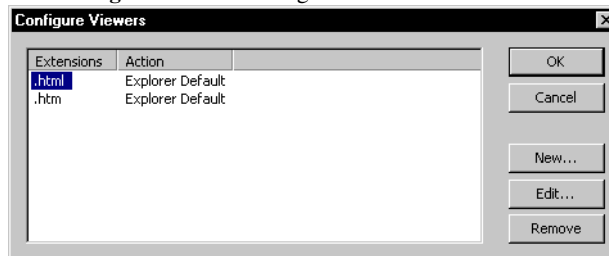 Configure Viewers
Extensions Action
.html Explorer Default
.htm Explorer Default
OK
Cancel
New...
Edit...
Remove